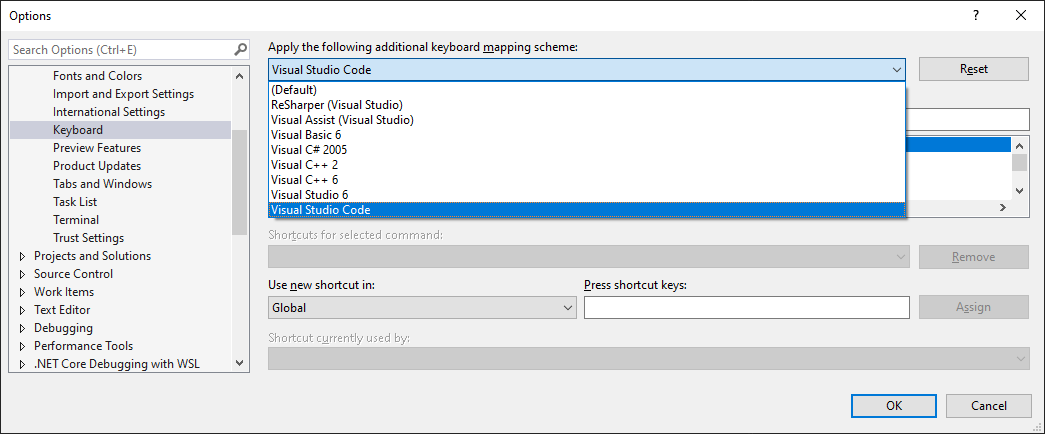 Options
?
Search Options (Ctrl+E)
Fonts and Colors
Import and Export Settings
International Settings
Keyboard
Preview Features
Product Updates
Tabs and Windows
Task List
Terminal
Trust Settings
Projects and Solutions
Source Control
Work Items
Text Editor
Debugging
Performance Tools
.NET Core Debugging with WSL
Apply the following additional keyboard mapping scheme:
Visual Studio Code
Reset
(Default)
ReSharper (Visual Studio)
Visual Assist (Visual Studio)
Visual Basic 6
Visual C# 2005
Visual C++ 2
Visual C++ 6
Visual Studio 6
Visual Studio Code
Shortcuts for selected command:
Remove
Use new shortcut in:
Press shortcut keys:
Global
Assign
Shortcut currently used by:
OK
Cancel